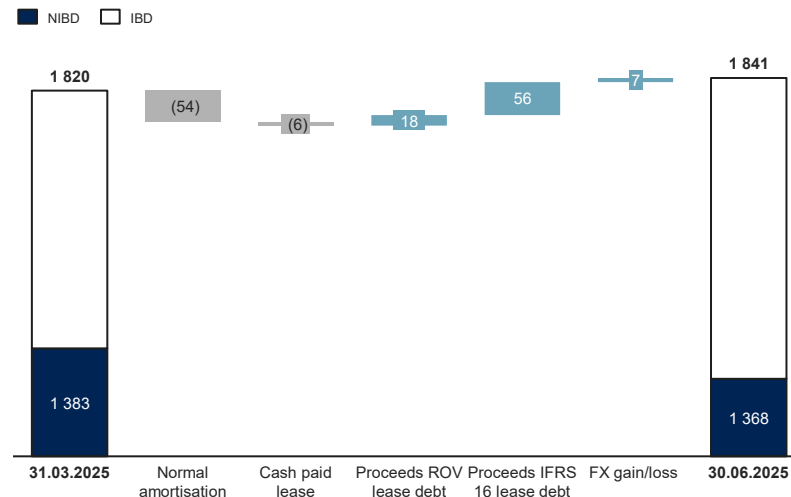 NIBD
IBD
1 820
(54)
(6)
18
56
7
1 841
1 383
1 368
31.03.2025
Normal
amortisation
Cash paid
lease
Proceeds ROV
lease debt
Proceeds IFRS
16 lease debt
FX gain/loss
30.06.2025